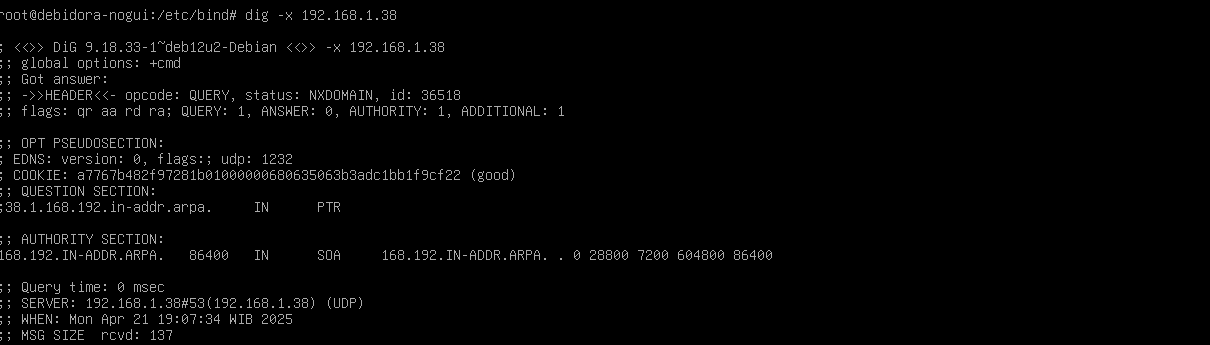 root@debidora-nogui:/etc/bind# dig -x 192.168.1.38
; <<>> DiG 9.18.33-1~deb12u2-Debian <<>> -x 192.168.1.38
;; global options: +cmd
;; Got answer:
;; ->>HEADER<<- opcode: QUERY, status: NXDOMAIN, id: 36518
;; flags: qr aa rd ra; QUERY: 1, ANSWER: 0, AUTHORITY: 1, ADDITIONAL: 1
;; OPT PSEUDOSECTION:
; EDNS: version: 0, flags:; udp: 1232
; COOKIE: a7767b482f97281b01000000680635063b3adc1bb1f9cf22 (good)
;; QUESTION SECTION:
;38.1.168.192.in-addr.arpa. IN PTR
;; AUTHORITY SECTION:
168.192.IN-ADDR.ARPA. 86400 IN SOA 168.192.IN-ADDR.ARPA. . 0 28800 7200 604800 86400
;; Query time: 0 msec
;; SERVER: 192.168.1.38#53(192.168.1.38) (UDP)
;; WHEN: Mon Apr 21 19:07:34 WIB 2025
;; MSG SIZE rcvd: 137